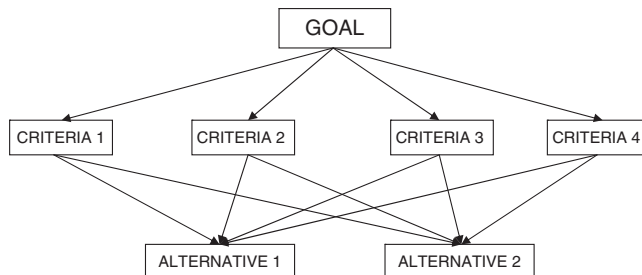 GOAL
CRITERIA 1
CRITERIA 2
CRITERIA 3
CRITERIA 4
ALTERNATIVE 1
ALTERNATIVE 2